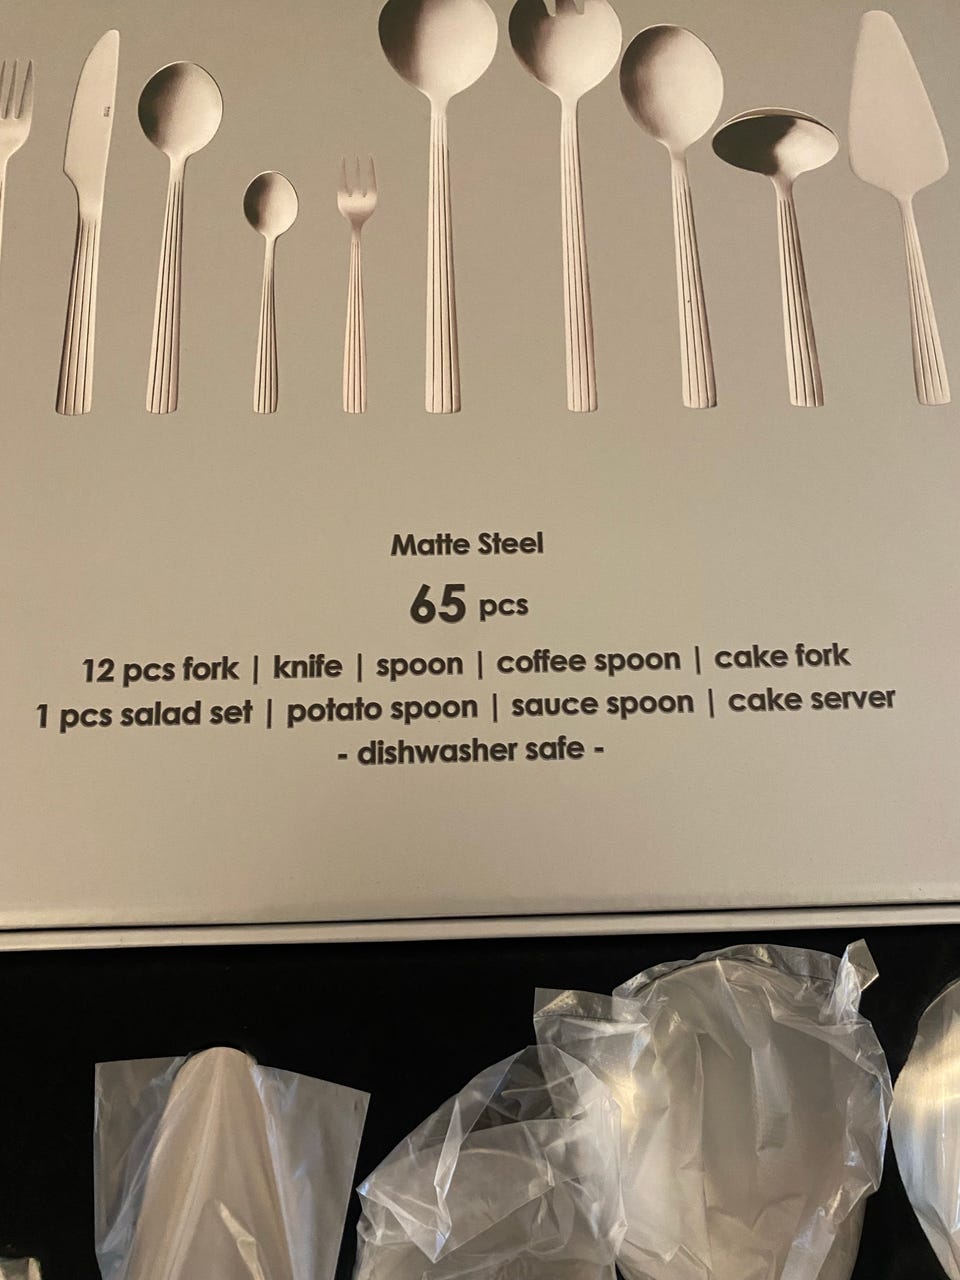 Matte Steel
65 pcs
12 pcs fork | knife | spoon | coffee spoon | cake fork
1 pcs salad set | potato spoon | sauce spoon | cake server
- dishwasher safe -